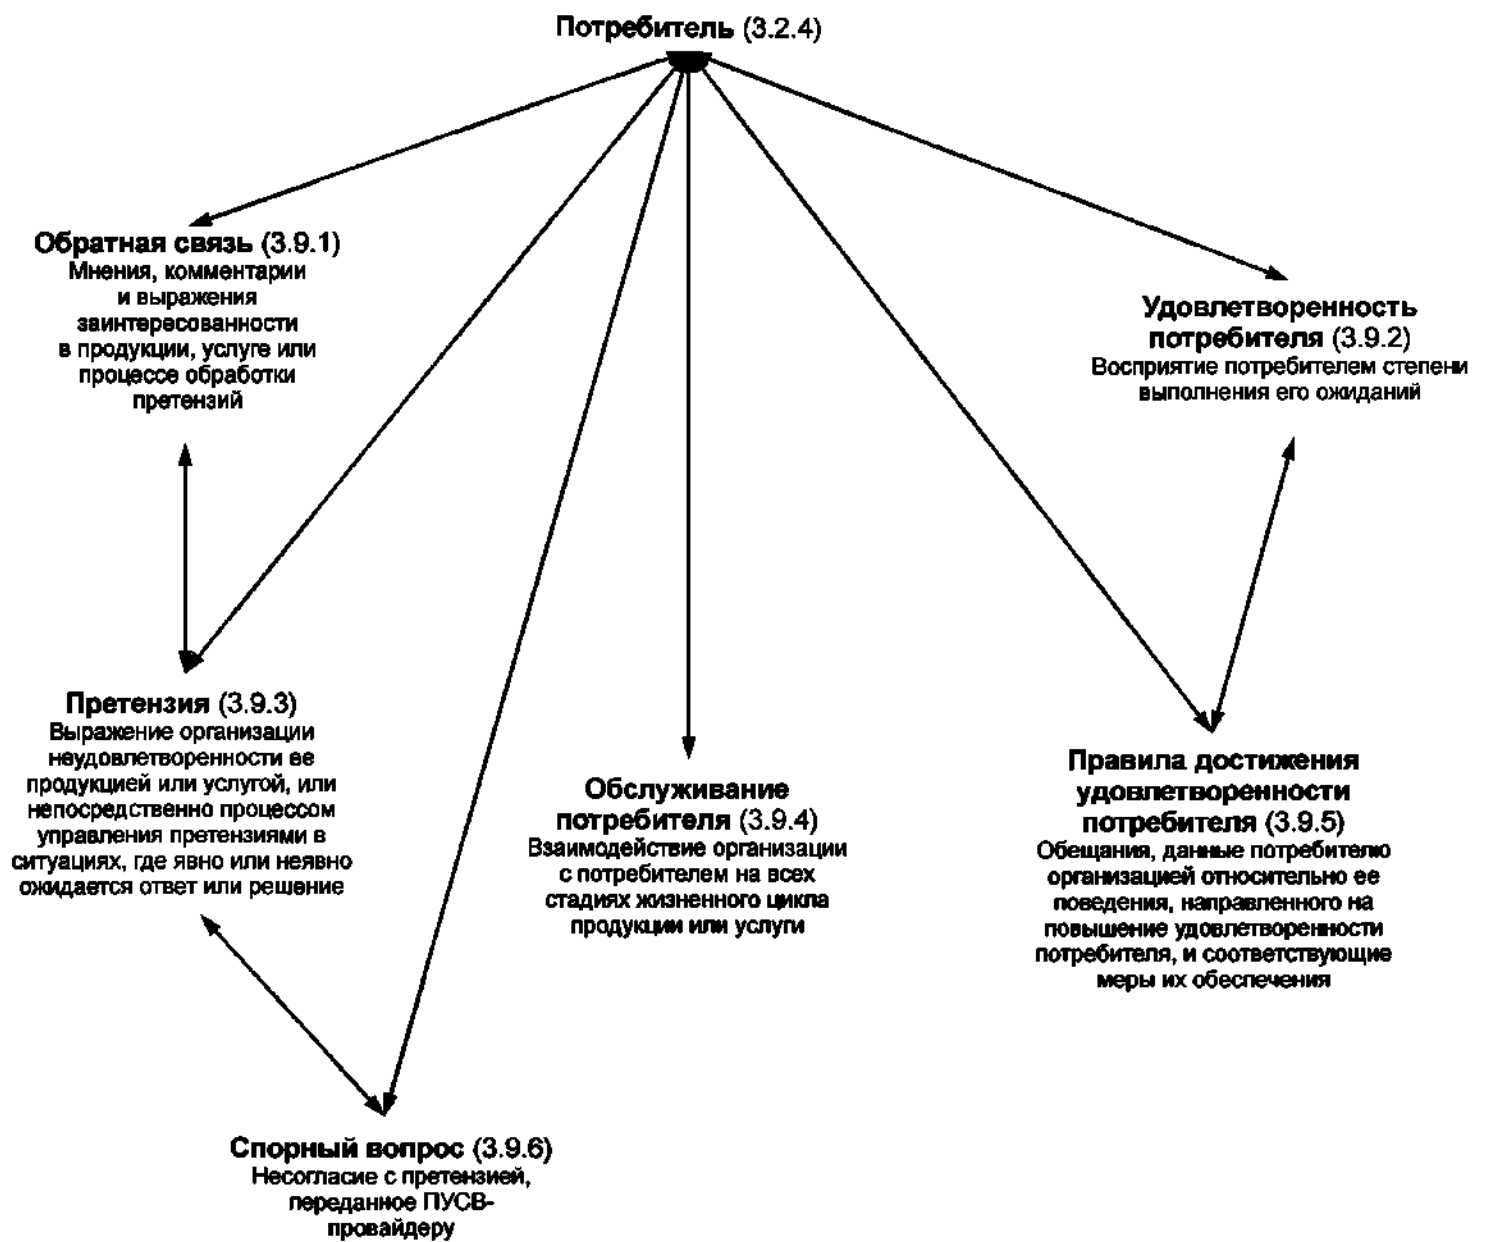 Потребитель (3.2.4)
Обратная связь (3.9.1)
Мнения, комментарии
и выражения
заинтересованности
в продукции, услуге или
процессе обработки
претензий
Удовлетворенность
потребителя (3.9.2)
Восприятие потребителем степени
выполнения его ожиданий
Претензия (3.9.3)
Выражение организации
неудовлетворенности ее
продукцией или услугой, или
непосредственно процессом
управления претензиями в
ситуациях, где явно или неявно
ожидается ответ или решение
Обслуживание
потребителя (3.9.4)
Взаимодействие организации
с потребителем на всех
стадиях жизненного цикла
продукции или услуги
Правила достижения
удовлетворенности
потребителя (3.9.5)
Обещания, данные потребителю
организацией относительно ее
поведения, направленного на
повышение удовлетворенности
потребителя, и соответствующие
меры их обеспечения
Спорный вопрос (3.9.6)
Несогласие с претензией,
переданное ПУСВ-
провайдеру